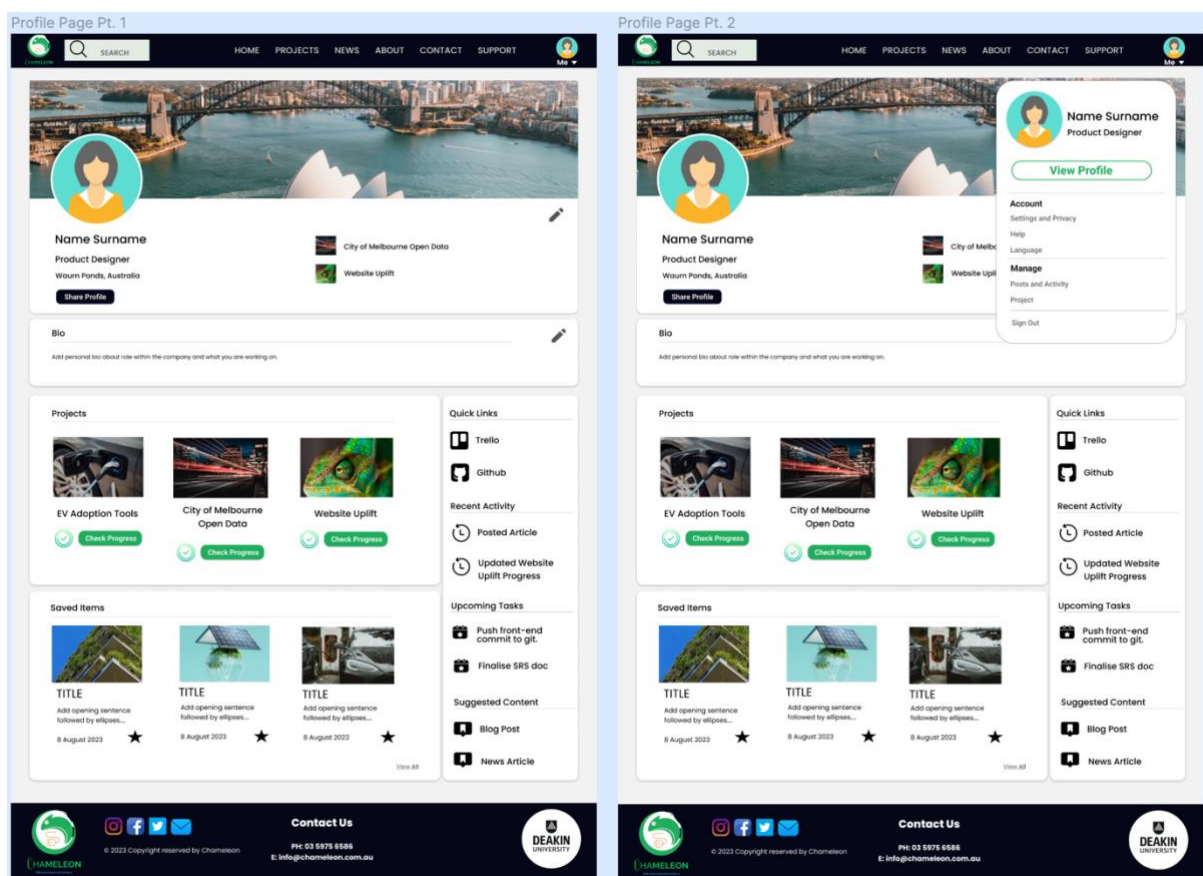 Profile Page Pt. 1
CHAMELEON
SEARCH
HOME PROJECTS NEWS ABOUT CONTACT SUPPORT
Me
Name Surname
Product Designer
Waurn Ponds, Australia
Share Profile
City of Melbourne Open Data
Website Uplift
Bio
Add personal bio about role within the company and what you are working on.
Projects
EV Adoption Tools
Check Progress
City of Melbourne
Open Data
Check Progress
Website Uplift
Check Progress
Saved Items
TITLE
Add opening sentence
followed by ellipses...
8 August 2023
TITLE
Add opening sentence
followed by ellipses...
8 August 2023
TITLE
Add opening sentence
followed by ellipses...
8 August 2023
View All
Quick Links
Trello
Github
Recent Activity
Posted Article
Updated Website
Uplift Progress
Upcoming Tasks
Push front-end
commit to git.
Finalise SRS doc
Suggested Content
Blog Post
News Article
CHAMELEON
© 2023 Copyright reserved by Chameleon
Contact Us
PH: 03 5975 6586
E: info@chameleon.com.au
DEAKIN
UNIVERSITY
Profile Page Pt. 2
CHAMELEON
SEARCH
HOME PROJECTS NEWS ABOUT CONTACT SUPPORT
Me
Name Surname
Product Designer
View Profile
Account
Settings and Privacy
Help
Language
Manage
Posts and Activity
Project
Sign Out
Name Surname
Product Designer
Waurn Ponds, Australia
Share Profile
City of Melbo
Website Upli
Bio
Add personal bio about role within the company and what you are working on.
Projects
EV Adoption Tools
Check Progress
City of Melbourne
Open Data
Check Progress
Website Uplift
Check Progress
Saved Items
TITLE
Add opening sentence
followed by ellipses...
8 August 2023
TITLE
Add opening sentence
followed by ellipses...
8 August 2023
TITLE
Add opening sentence
followed by ellipses...
8 August 2023
View All
Quick Links
Trello
Github
Recent Activity
Posted Article
Updated Website
Uplift Progress
Upcoming Tasks
Push front-end
commit to git.
Finalise SRS doc
Suggested Content
Blog Post
News Article
CHAMELEON
© 2023 Copyright reserved by Chameleon
Contact Us
PH: 03 5975 6586
E: info@chameleon.com.au
DEAKIN
UNIVERSITY